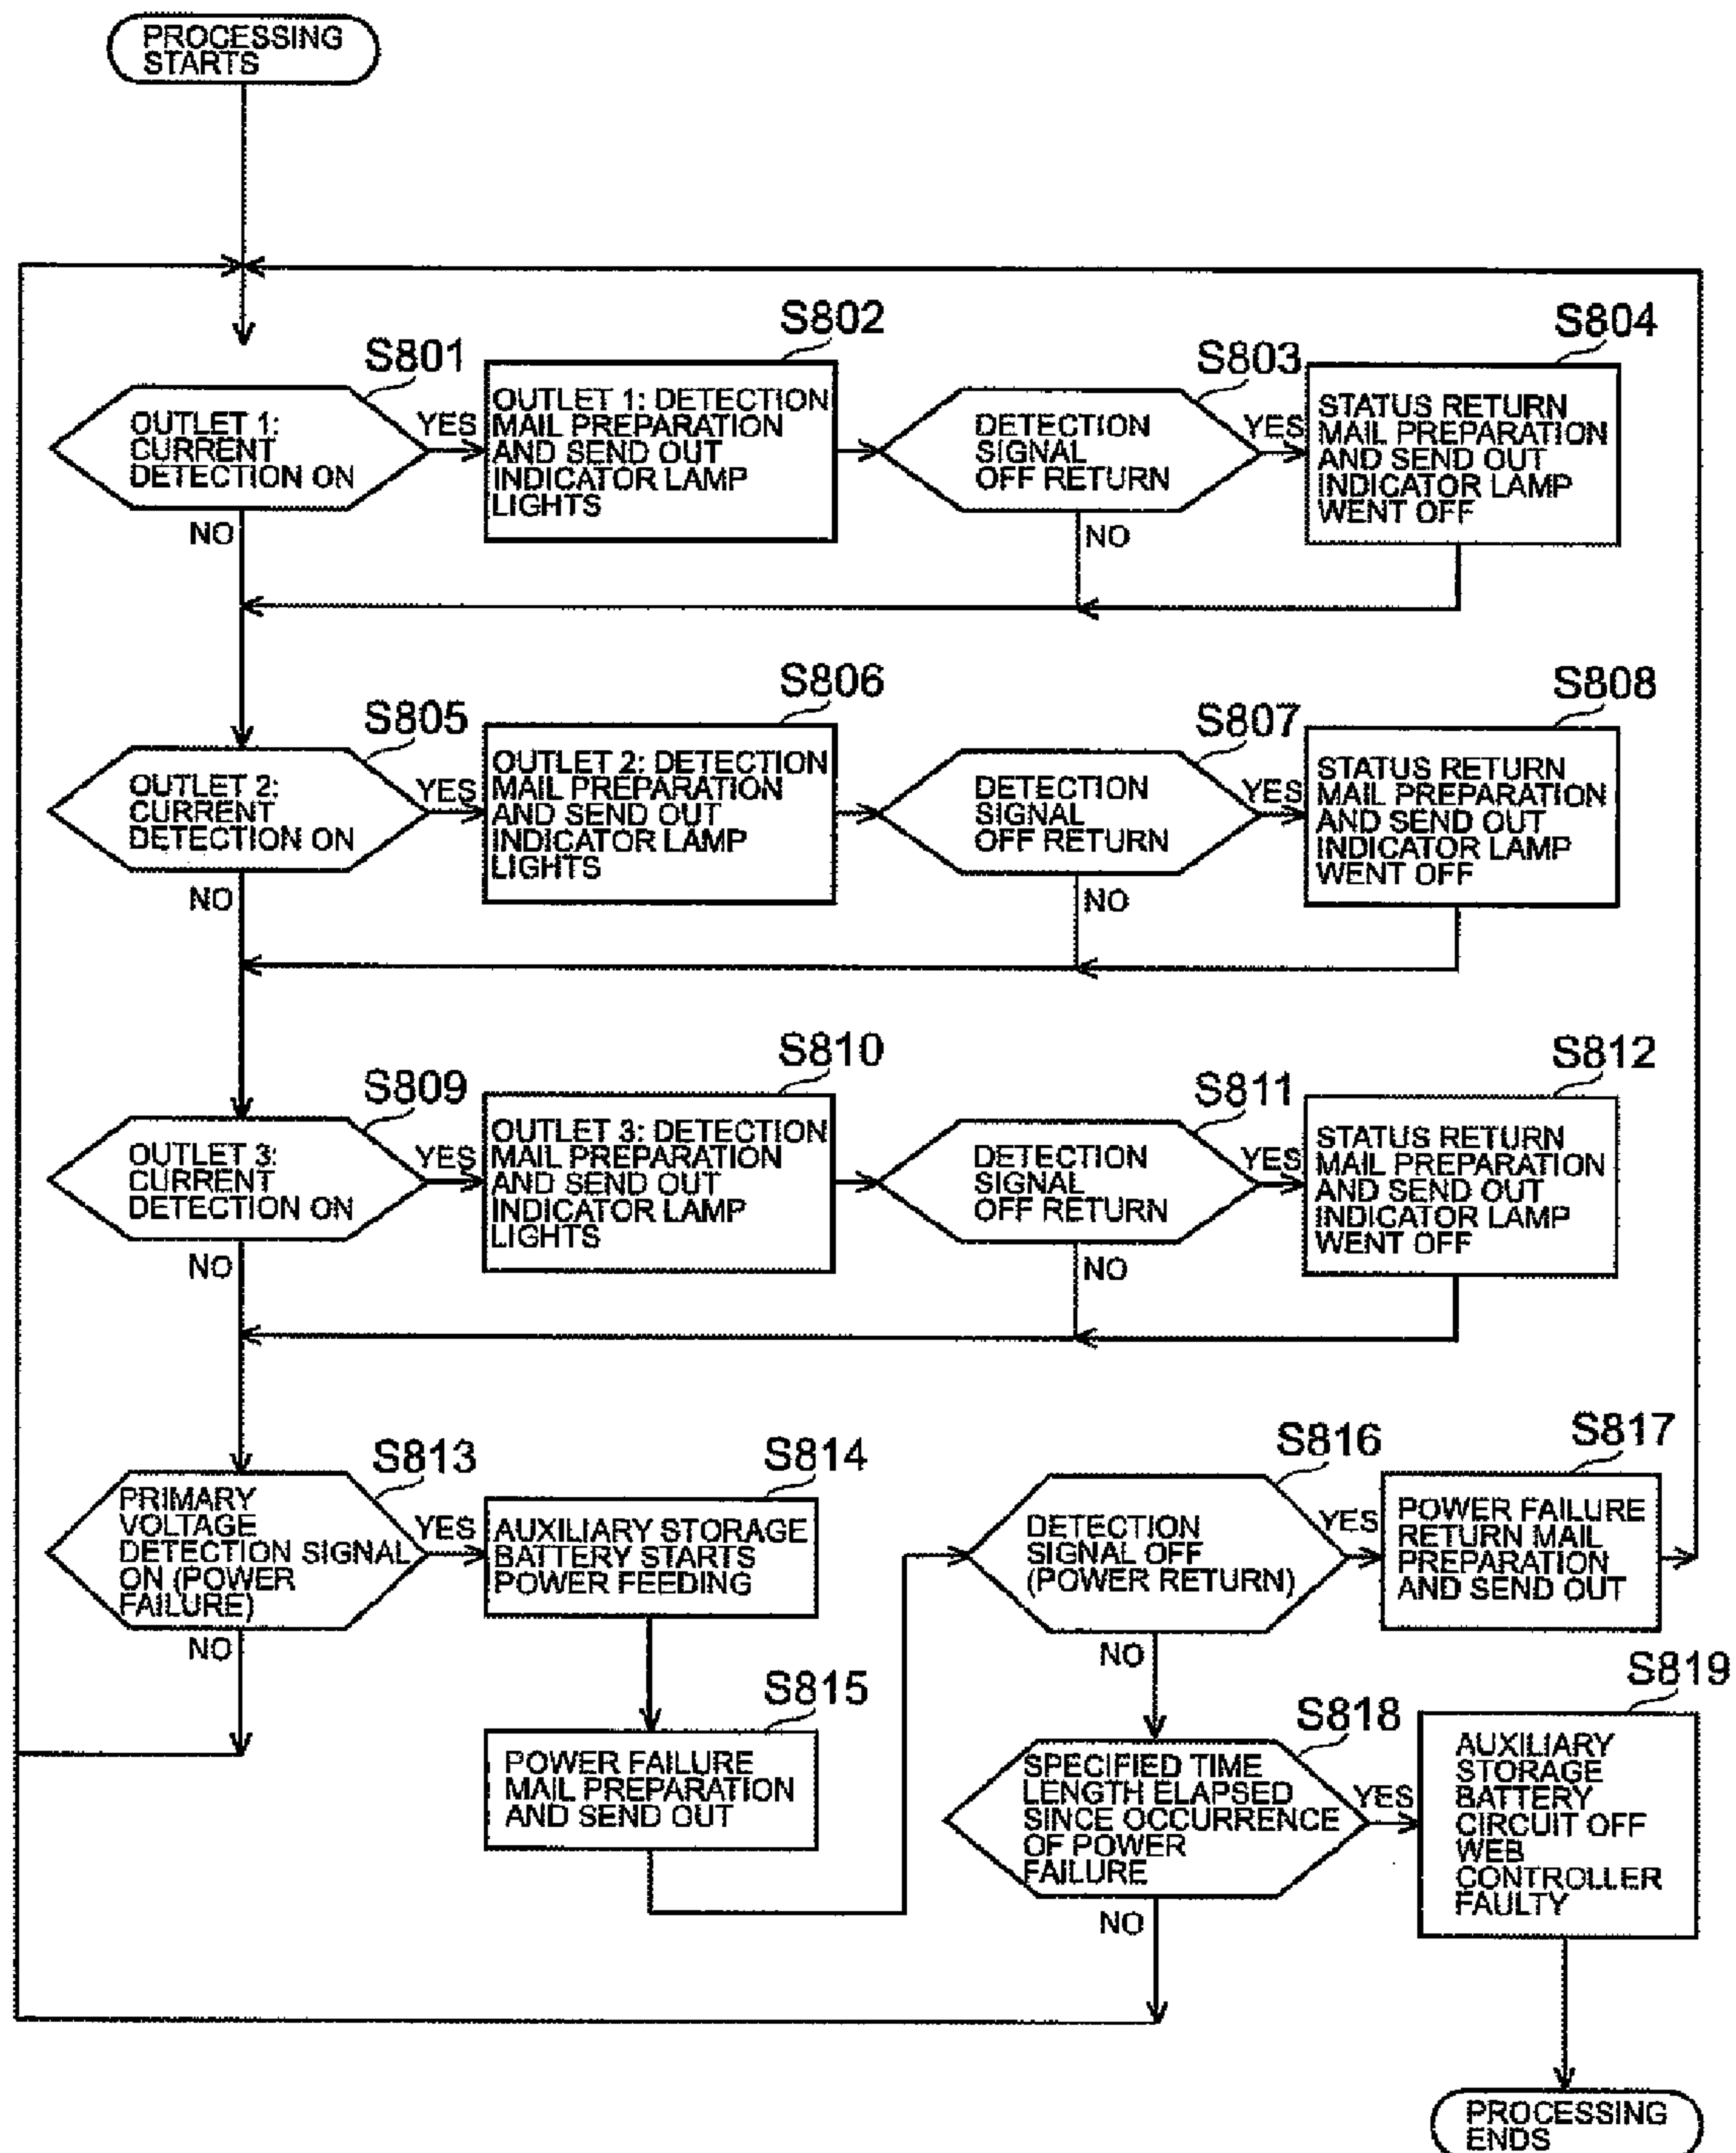 PROCESSING
STARTS
S801
OUTLET 1:
CURRENT
DETECTION ON
YES
NO
S802
OUTLET 1: DETECTION
MAIL PREPARATION
AND SEND OUT
INDICATOR LAMP
LIGHTS
S803
DETECTION
SIGNAL
OFF RETURN
YES
NO
S804
STATUS RETURN
MAIL PREPARATION
AND SEND OUT
INDICATOR LAMP
WENT OFF
S805
OUTLET 2:
CURRENT
DETECTION ON
YES
NO
S806
OUTLET 2: DETECTION
MAIL PREPARATION
AND SEND OUT
INDICATOR LAMP
LIGHTS
S807
DETECTION
SIGNAL
OFF RETURN
YES
NO
S808
STATUS RETURN
MAIL PREPARATION
AND SEND OUT
INDICATOR LAMP
WENT OFF
S809
OUTLET 3:
CURRENT
DETECTION ON
YES
NO
S810
OUTLET 3: DETECTION
MAIL PREPARATION
AND SEND OUT
INDICATOR LAMP
LIGHTS
S811
DETECTION
SIGNAL
OFF RETURN
YES
NO
S812
STATUS RETURN
MAIL PREPARATION
AND SEND OUT
INDICATOR LAMP
WENT OFF
S813
PRIMARY
VOLTAGE
DETECTION SIGNAL
ON (POWER
FAILURE)
YES
NO
S814
AUXILIARY STORAGE
BATTERY STARTS
POWER FEEDING
S815
POWER FAILURE
MAIL PREPARATION
AND SEND OUT
S816
DETECTION
SIGNAL OFF
(POWER RETURN)
YES
NO
S817
POWER FAILURE
RETURN MAIL
PREPARATION
AND SEND OUT
S818
SPECIFIED TIME
LENGTH ELAPSED
SINCE OCCURRENCE
OF POWER
FAILURE
YES
NO
S819
AUXILIARY
STORAGE
BATTERY
CIRCUIT OFF
WEB
CONTROLLER
FAULTY
PROCESSING
ENDS